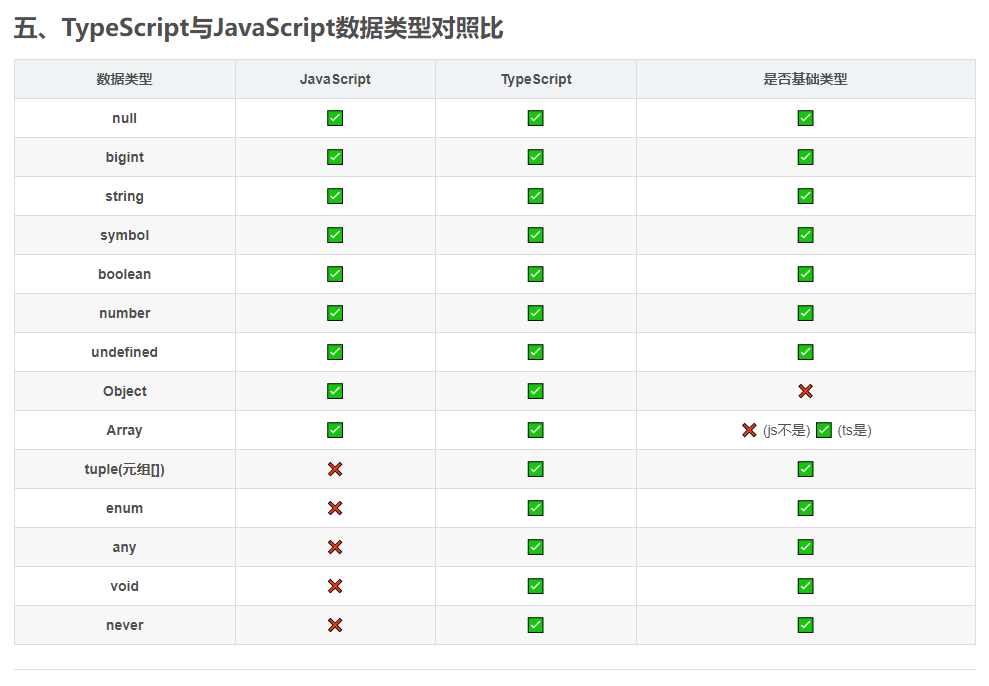 五、TypeScript与JavaScript数据类型对照比
数据类型 JavaScript TypeScript 是否基础类型
null ✅ ✅ ✅
bigint ✅ ✅ ✅
string ✅ ✅ ✅
symbol ✅ ✅ ✅
boolean ✅ ✅ ✅
number ✅ ✅ ✅
undefined ✅ ✅ ✅
Object ✅ ✅ ❌
Array ✅ ✅ ❌ (js不是) ✅ (ts是)
tuple(元组[]) ❌ ✅ ✅
enum ❌ ✅ ✅
any ❌ ✅ ✅
void ❌ ✅ ✅
never ❌ ✅ ✅